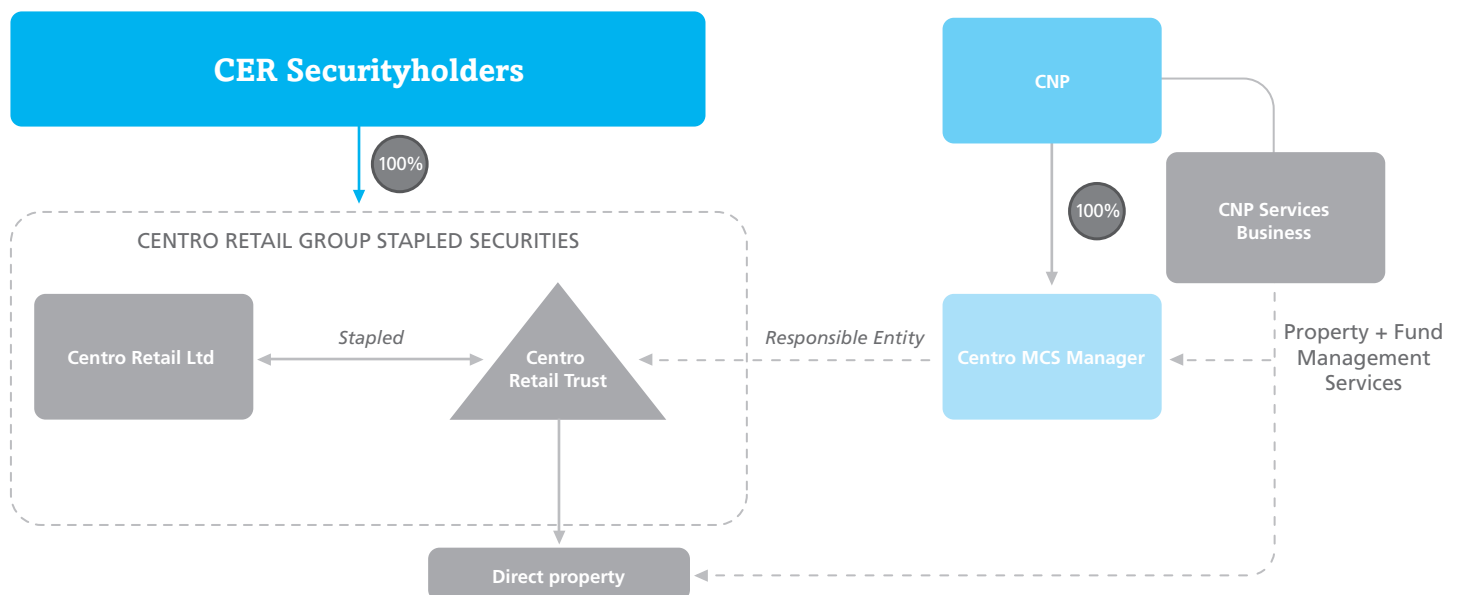 CER Securityholders
CNP
100%
CNP Services
Business
100%
CENTRO RETAIL GROUP STAPLED SECURITIES
Centro Retail Ltd
Stapled
Centro
Retail Trust
Responsible Entity
Centro MCS Manager
Property + Fund
Management
Services
Direct property